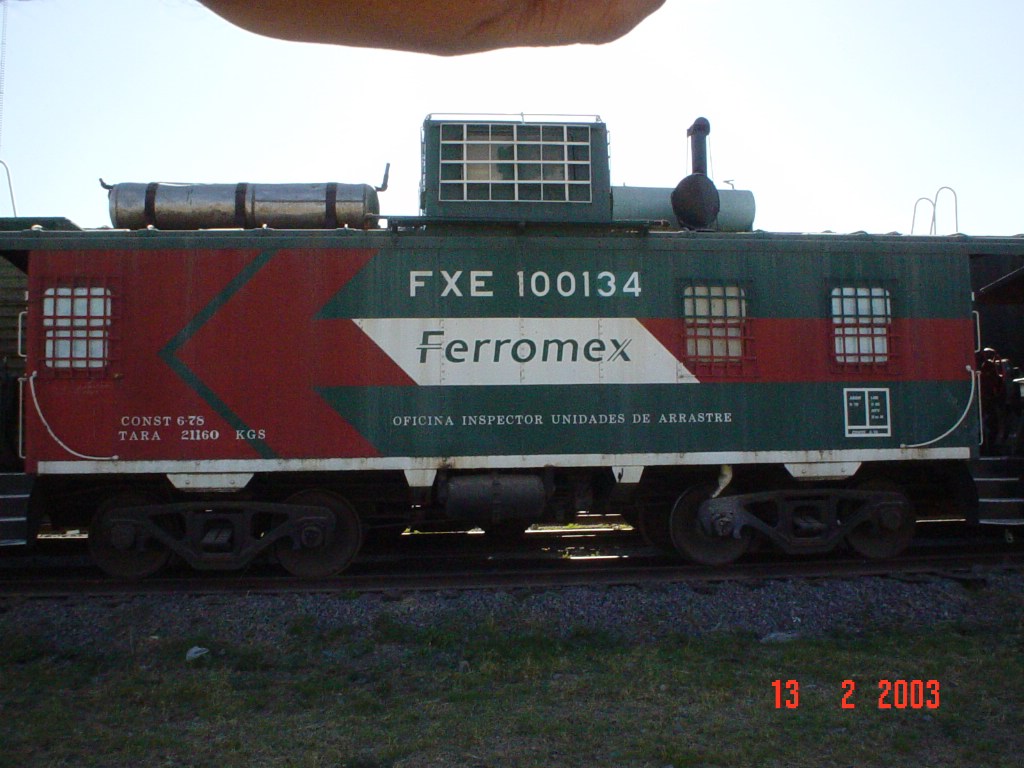 FXE 100134
Ferromex
CONST 6-78
TARA 21160 KGS
OFICINA INSPECTOR UNIDADES DE ARRASTRE
13 2 2003